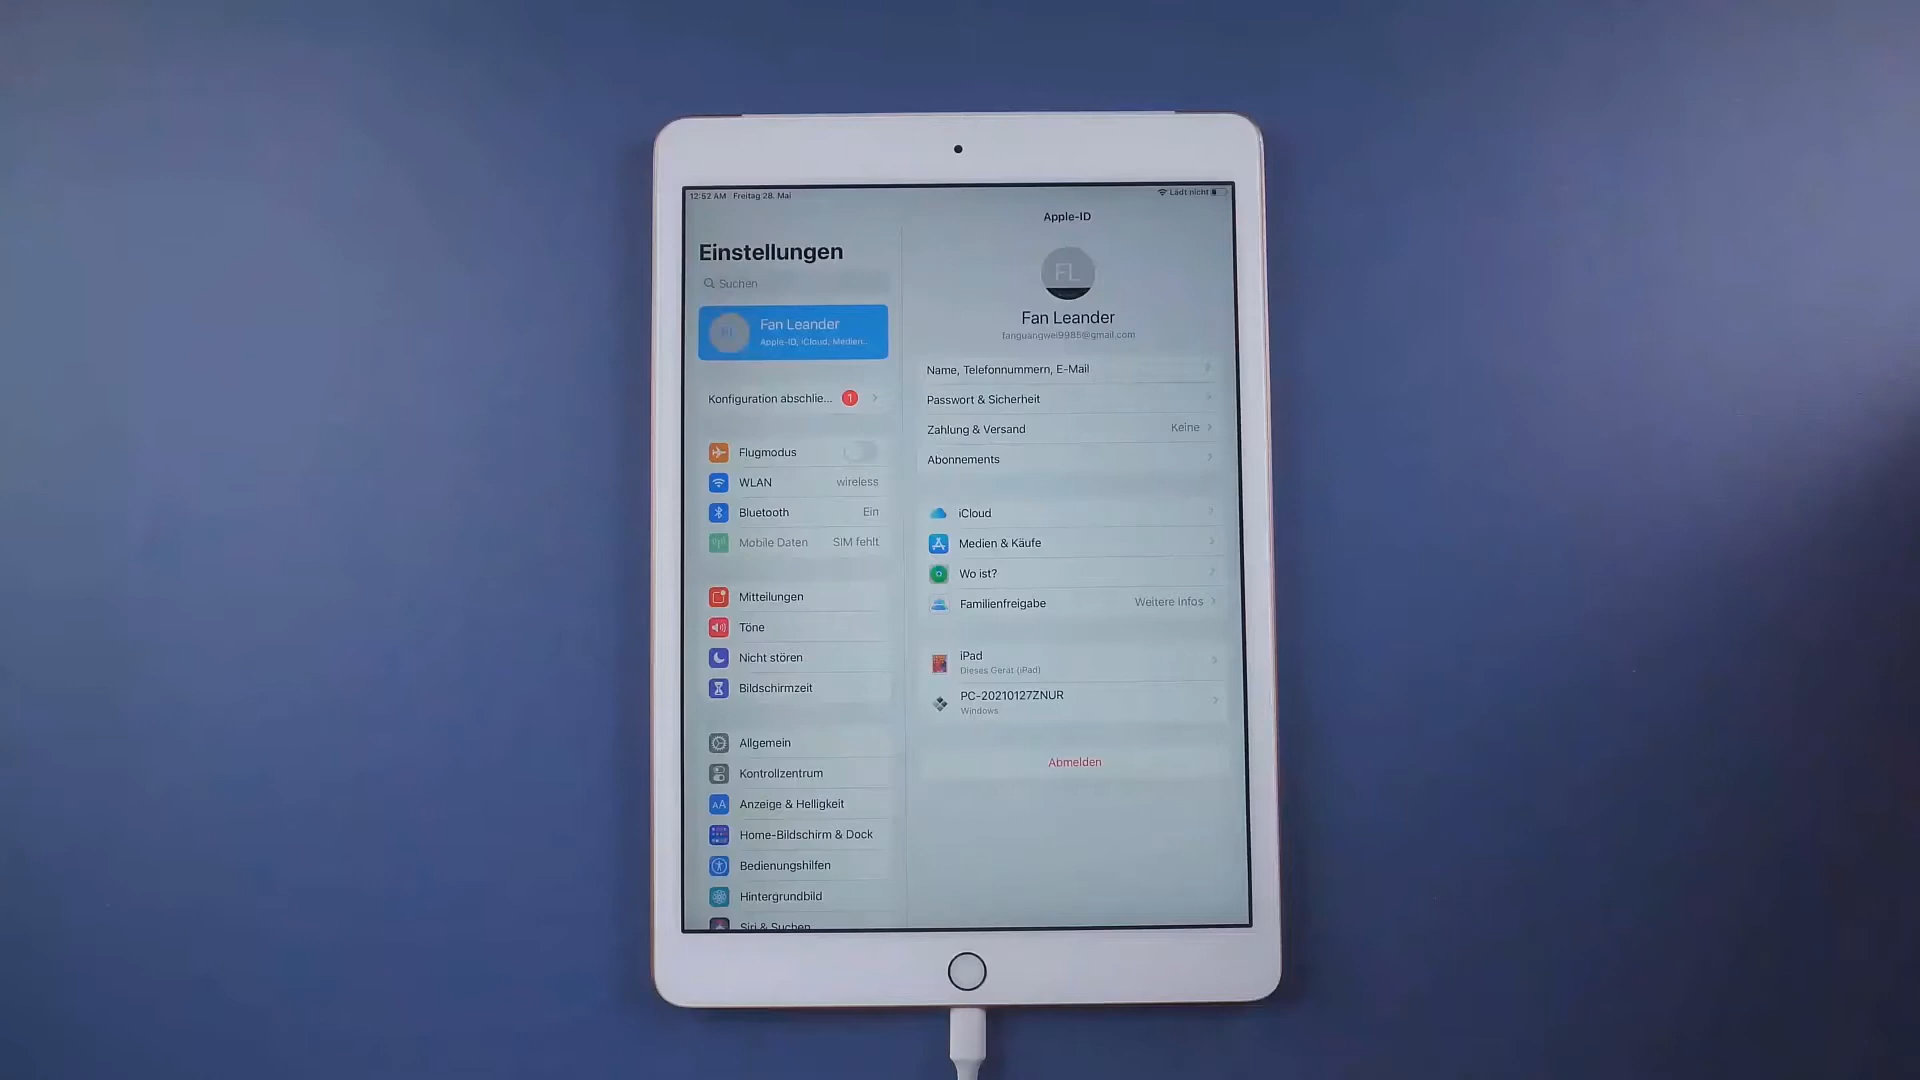 12:52 AM Freitag 28. Mai
Lädt nicht
Einstellungen
Suchen
FL
Fan Leander
Apple-ID, iCloud, Medien...
Konfiguration abschlie... 1
Flugmodus
WLAN wireless
Bluetooth Ein
Mobile Daten SIM fehlt
Mitteilungen
Töne
Nicht stören
Bildschirmzeit
Allgemein
Kontrollzentrum
AA Anzeige & Helligkeit
Home-Bildschirm & Dock
Bedienungshilfen
Hintergrundbild
Siri & Suchen
Apple-ID
FL
Fan Leander
fanguangwei9985@gmail.com
Name, Telefonnummern, E-Mail
Passwort & Sicherheit
Zahlung & Versand Keine
Abonnements
iCloud
Medien & Käufe
Wo ist?
Familienfreigabe Weitere Infos
iPad
Dieses Gerät (iPad)
PC-20210127ZNUR
Windows
Abmelden